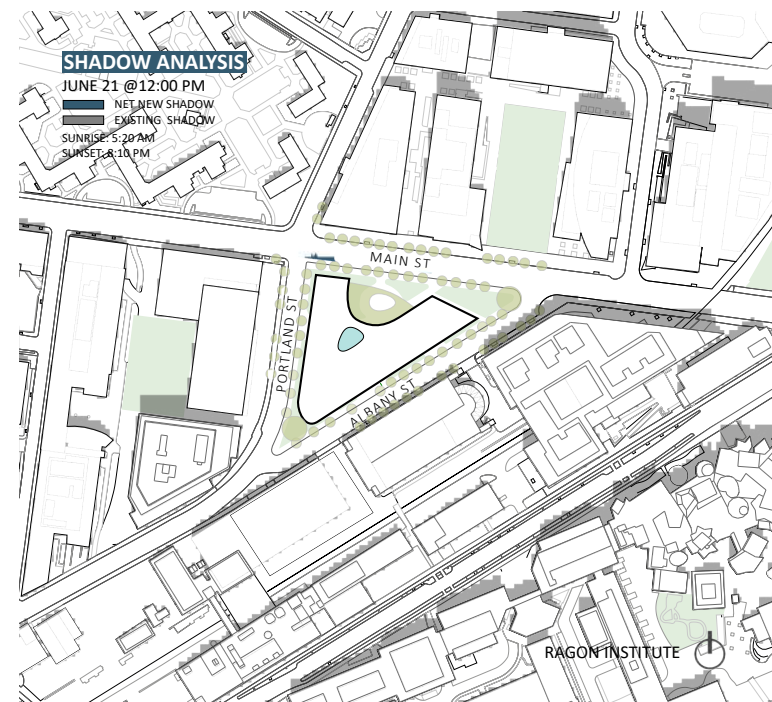 SHADOW ANALYSIS
JUNE 21 @12:00 PM
NET NEW SHADOW
EXISTING SHADOW
SUNRISE: 5:20 AM
SUNSET: 8:10 PM
MAIN ST
PORTLAND ST
ALBANY ST
RAGON INSTITUTE